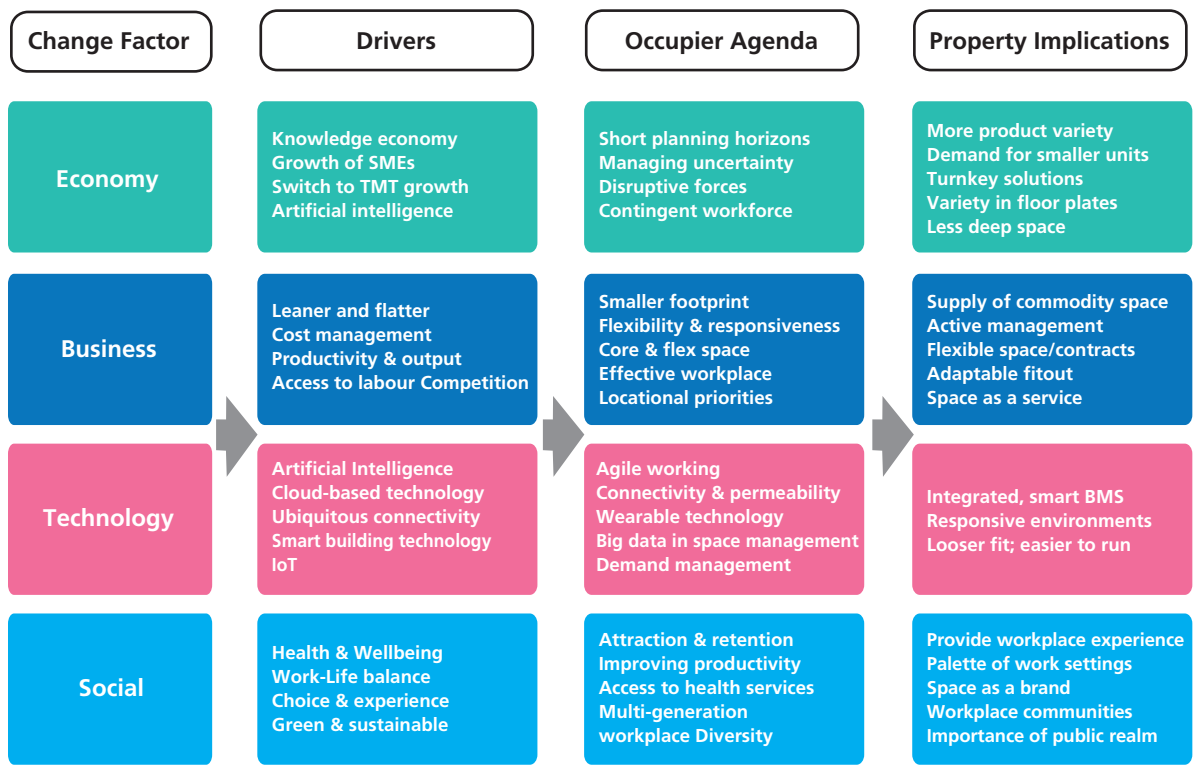 Change Factor
Drivers
Occupier Agenda
Property Implications
Economy
Knowledge economy
Growth of SMEs
Switch to TMT growth
Artificial intelligence
Short planning horizons
Managing uncertainty
Disruptive forces
Contingent workforce
More product variety
Demand for smaller units
Turnkey solutions
Variety in floor plates
Less deep space
Business
Leaner and flatter
Cost management
Productivity & output
Access to labour Competition
Smaller footprint
Flexibility & responsiveness
Core & flex space
Effective workplace
Locational priorities
Supply of commodity space
Active management
Flexible space/contracts
Adaptable fitout
Space as a service
Technology
Artificial Intelligence
Cloud-based technology
Ubiquitous connectivity
Smart building technology
IoT
Agile working
Connectivity & permeability
Wearable technology
Big data in space management
Demand management
Integrated, smart BMS
Responsive environments
Looser fit; easier to run
Social
Health & Wellbeing
Work-Life balance
Choice & experience
Green & sustainable
Attraction & retention
Improving productivity
Access to health services
Multi-generation
workplace Diversity
Provide workplace experience
Palette of work settings
Space as a brand
Workplace communities
Importance of public realm